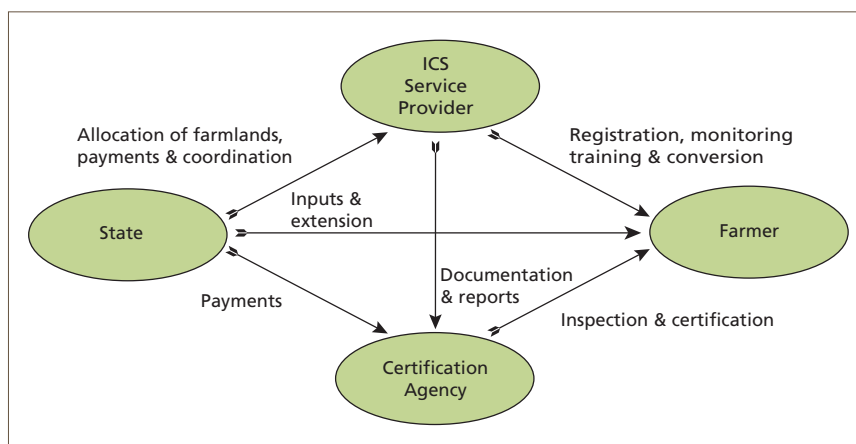 ICS
Service
Provider
Allocation of farmlands,
payments & coordination
Registration, monitoring
training & conversion
Inputs &
extension
State
Farmer
Documentation
& reports
Payments
Inspection & certification
Certification
Agency